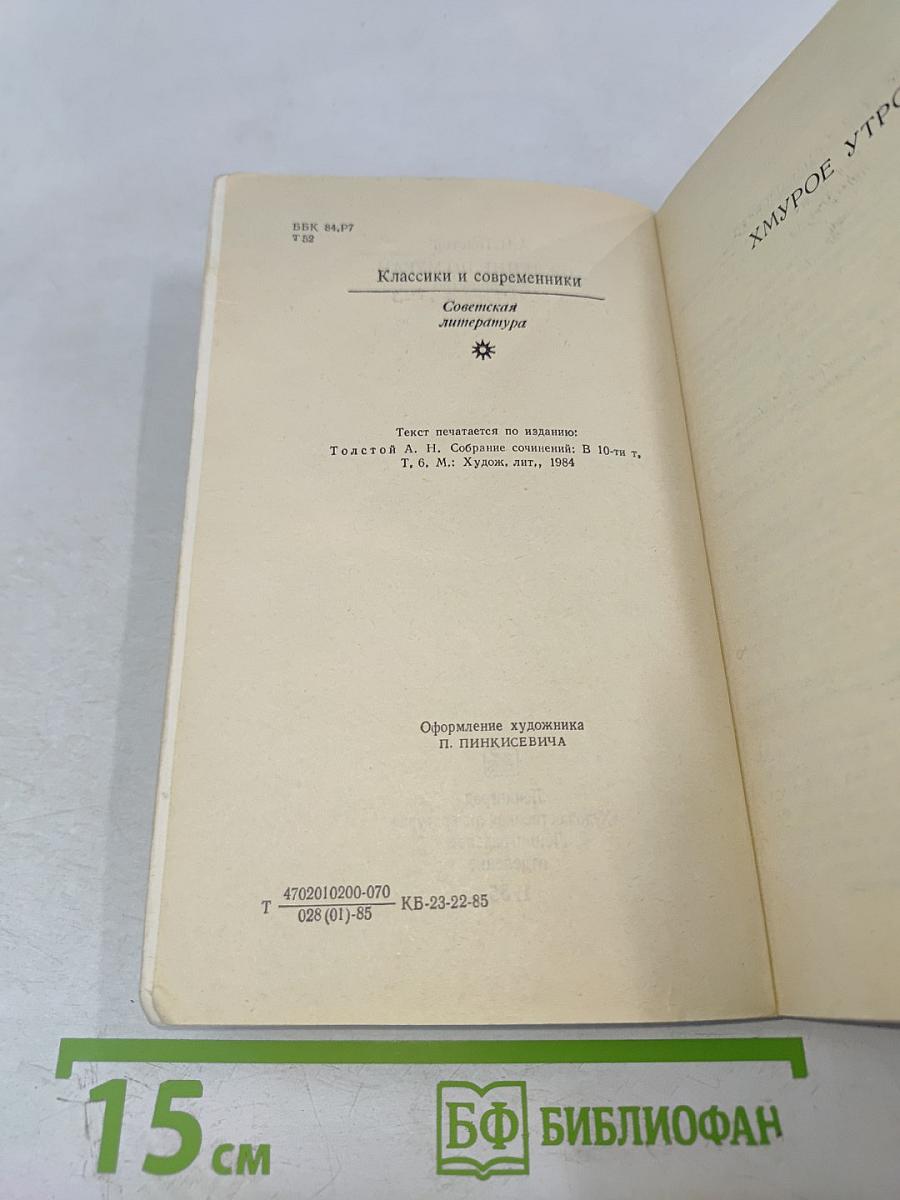 ББК 84.Р7
Т 52
Классики и современники
Советская
литература
Текст печатается по изданию:
Толстой А. Н. Собрание сочинений: В 10-ти т.
Т. 6. М.: Худож. лит., 1984
Оформление художника
П. ПИНКИСЕВИЧА
Т 4702010200-070 КБ-23-22-85
028(01)-85
ХМУРОЕ УТРО
15 см
БФ БИБЛИОФАН